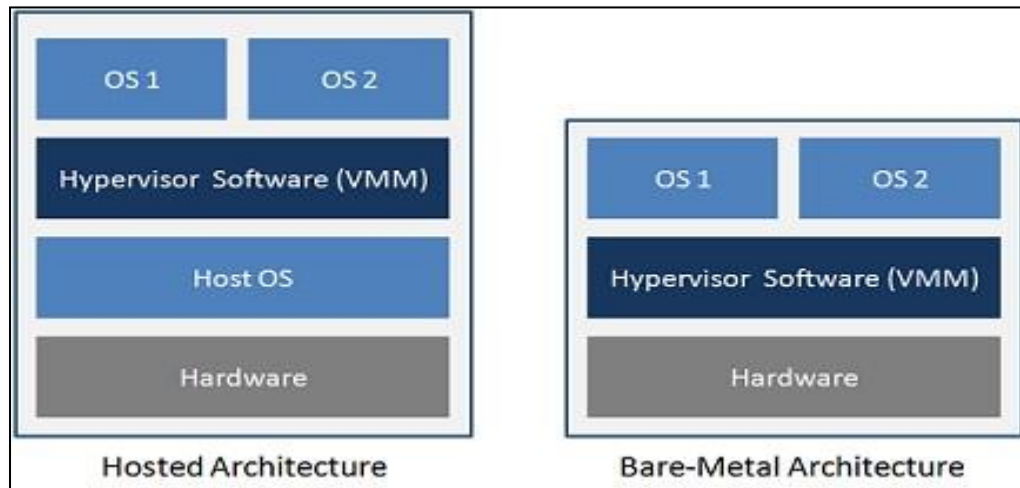 OS 1
OS 2
Hypervisor Software (VMM)
Host OS
Hardware
Hosted Architecture
OS 1
OS 2
Hypervisor Software (VMM)
Hardware
Bare-Metal Architecture